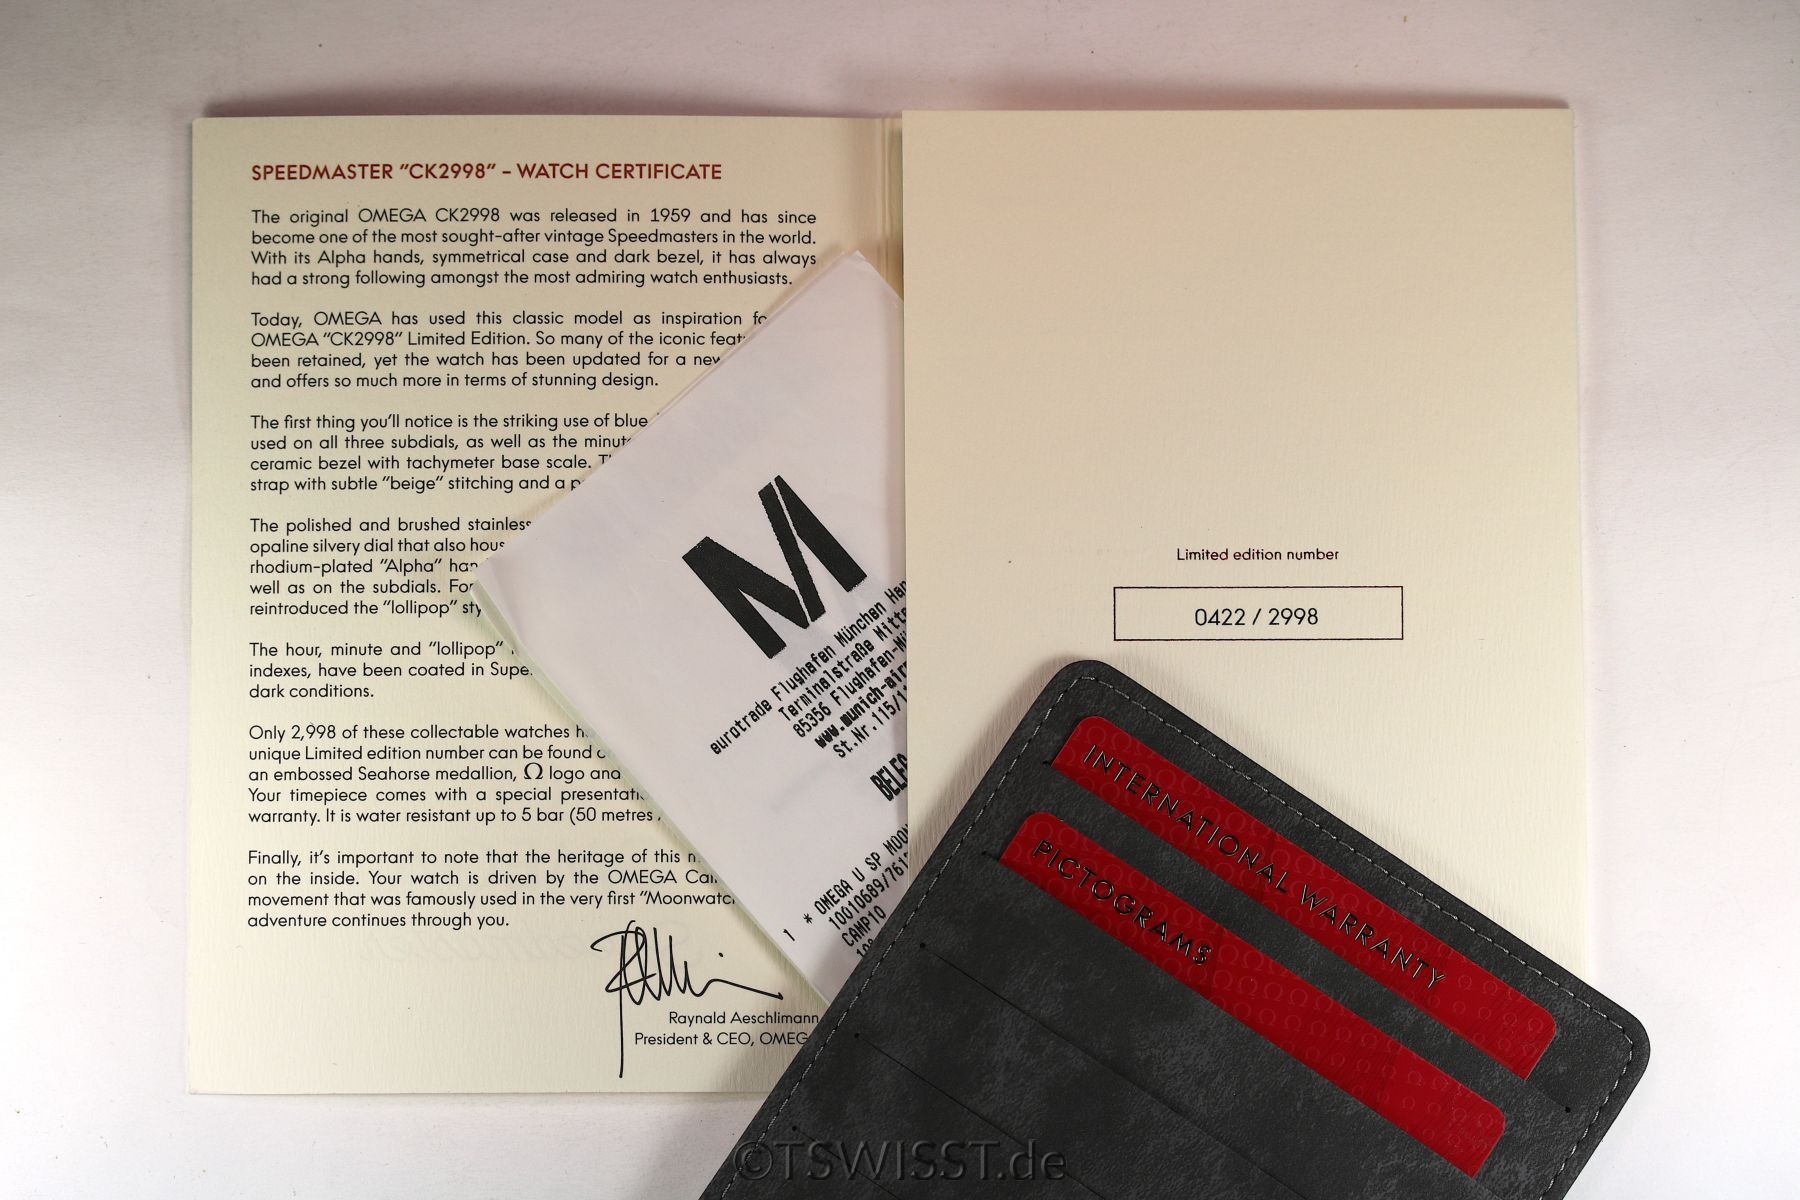 SPEEDMASTER "CK2998" – WATCH CERTIFICATE
The original OMEGA CK2998 was released in 1959 and has since
become one of the most sought-after vintage Speedmasters in the world.
With its Alpha hands, symmetrical case and dark bezel, it has always
had a strong following amongst the most admiring watch enthusiasts.
Today, OMEGA has used this classic model as inspiration
OMEGA "CK2998" Limited Edition. So many of the iconic
been retained, yet the watch has been updated for a new
and offers so much more in terms of stunning design.
The first thing you'll notice is the striking use of blue
used on all three subdials, as well as the
ceramic bezel with tachymeter base scale.
strap with subtle "beige" stitching and a
The polished and brushed stainless
opaline silvery dial that also
rhodium-plated "Alpha"
well as on the subdials.
reintroduced the "lollipop"
The hour, minute and "lollipop"
indexes, have been coated in
dark conditions.
Only 2,998 of these collectable watches
unique Limited edition number can be found
an embossed Seahorse medallion, Ω logo and
Your timepiece comes with a special
warranty. It is water resistant up to 5 bar (50 metres
Finally, it's important to note that the heritage of this
on the inside. Your watch is driven by the OMEGA
movement that was famously used in the very first
adventure continues through you.
Raynald Aeschlimann
President & CEO,
M
eurotrade Flughafen München
Terminalstraße
85356
St.Nr.
1 * OMEGA U SP
CAMP10
Limited edition number
0422 / 2998
INTERNATIONAL WARRANTY
PICTOGRAMS
©TSWISST.de